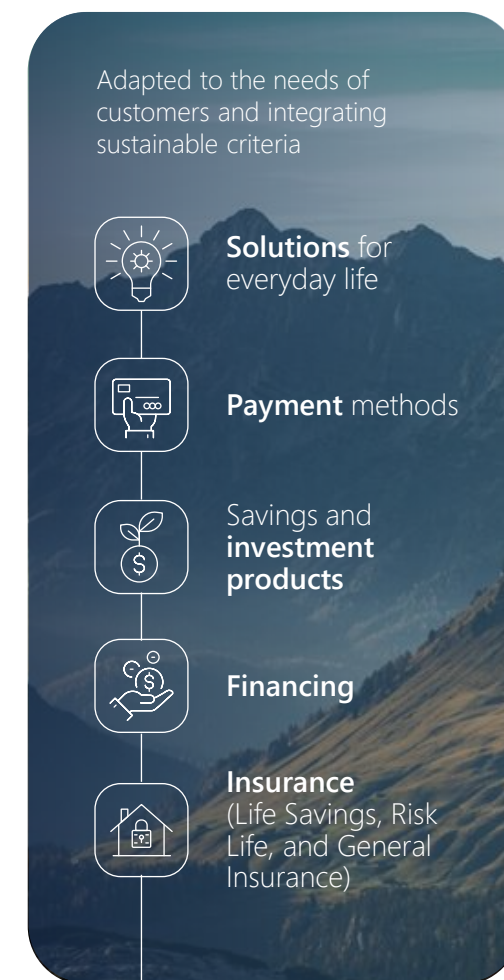 Adapted to the needs of
customers and integrating
sustainable criteria
Solutions for
everyday life
Payment methods
Savings and
investment
products
$
Financing
$
Insurance
(Life Savings, Risk
Life, and General
Insurance)